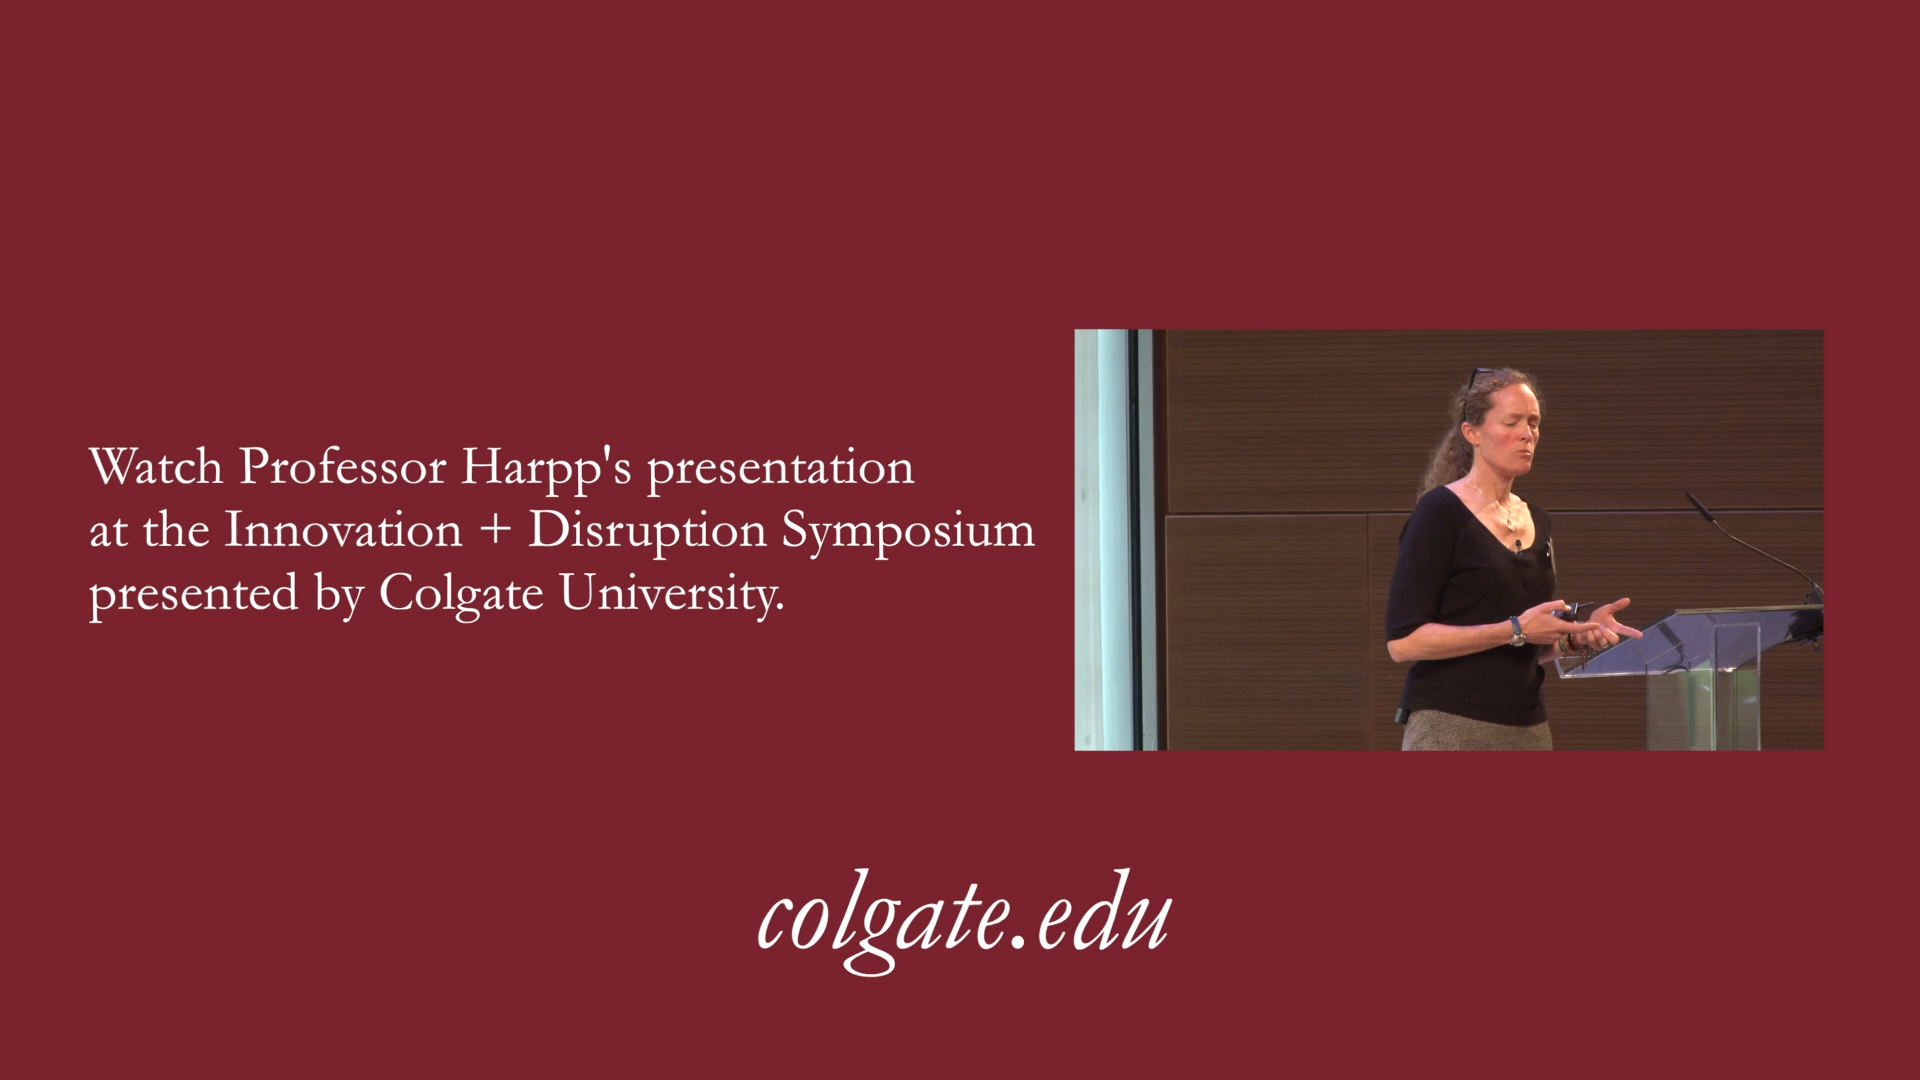 Watch Professor Harpp's presentation
at the Innovation + Disruption Symposium
presented by Colgate University.
colgate.edu